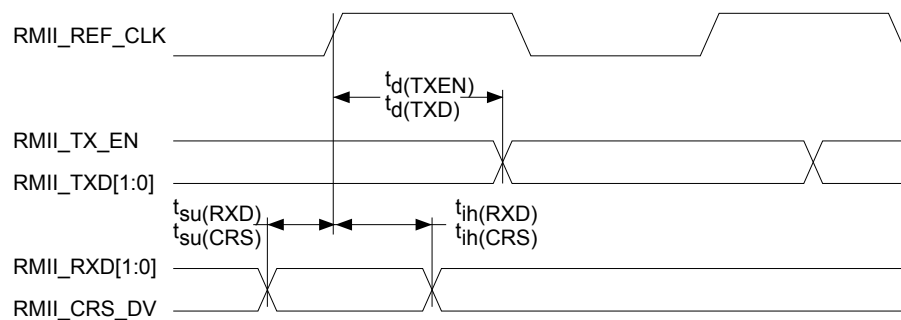 RMII_REF_CLK
td(TXEN)
td(TXD)
RMII_TX_EN
RMII_TXD[1:0]
tsu(RXD)
tsu(CRS)
tih(RXD)
tih(CRS)
RMII_RXD[1:0]
RMII_CRS_DV